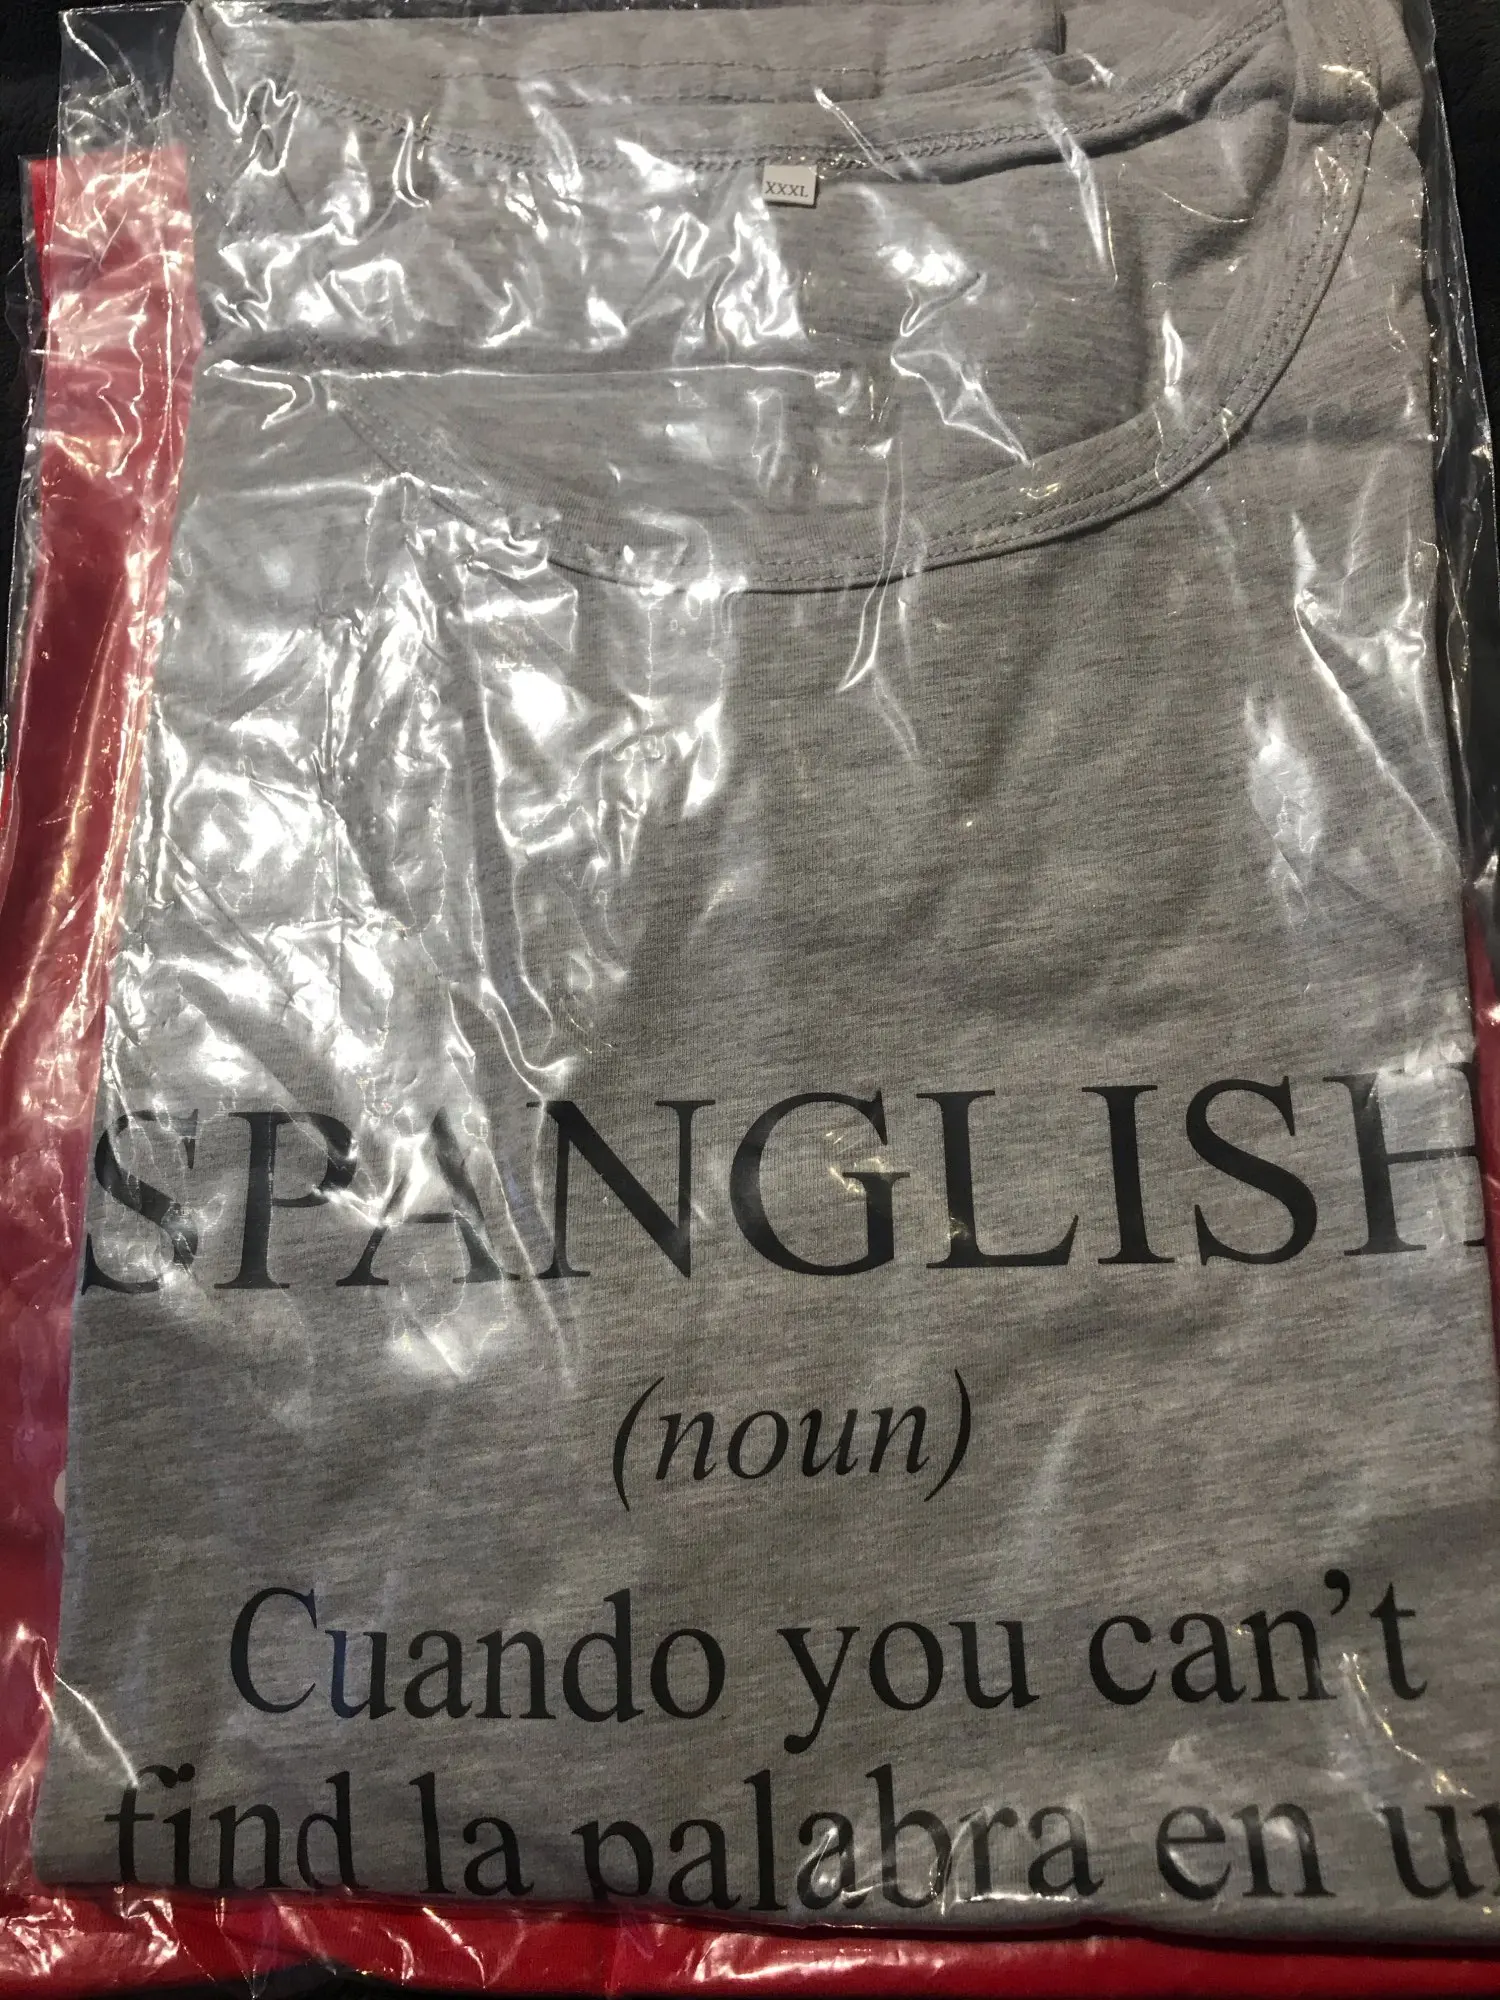 XXXL
SPANGLISH
(noun)
Cuando you can't
find la palabra en